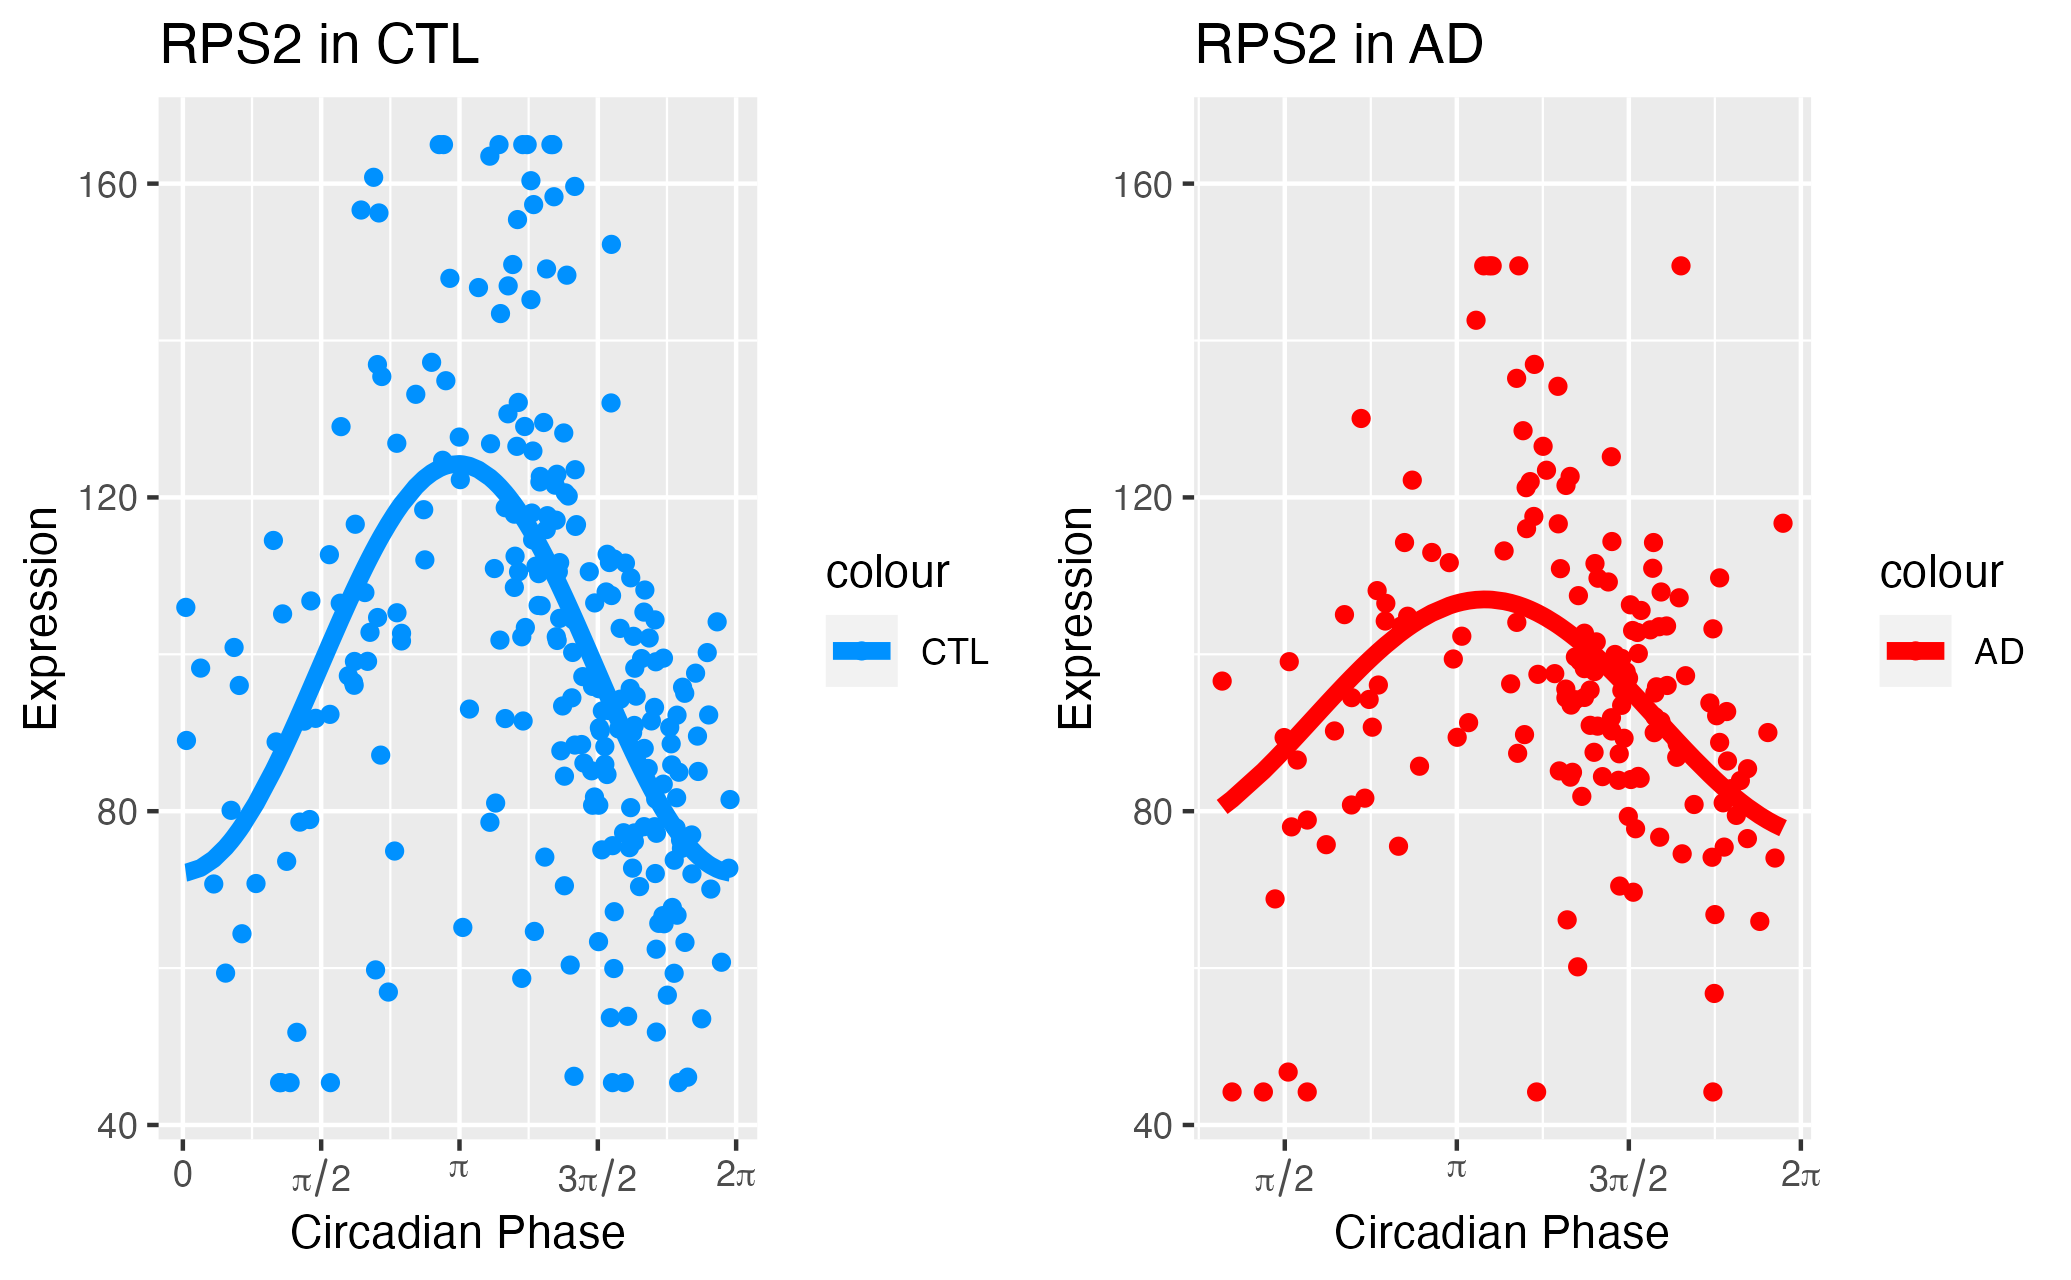 RPS2 in CTL
160
120
80
40
Expression
0
π/2
π
3π/2
2π
Circadian Phase
colour
CTL
RPS2 in AD
160
120
80
40
Expression
π/2
π
3π/2
2π
Circadian Phase
colour
AD